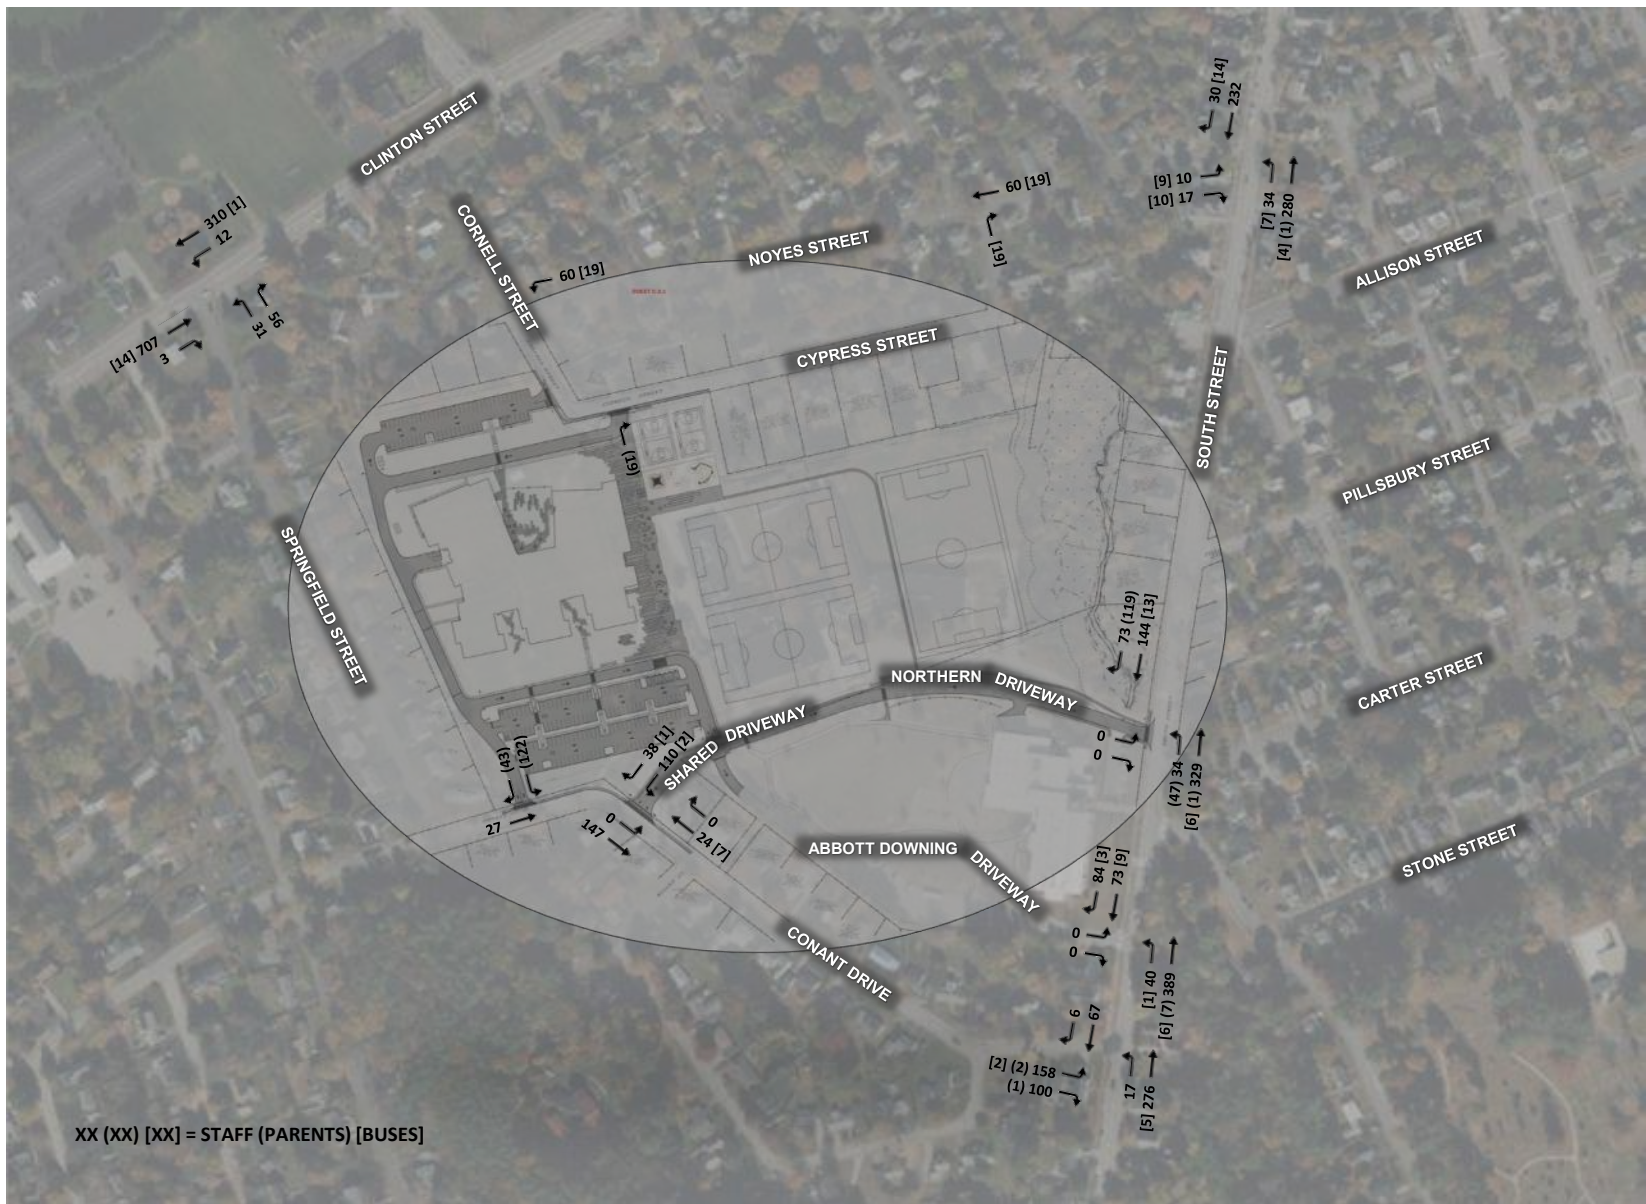 30 [14]
232
CLINTON STREET
[9] 10
[10] 17
[7] 34
[4] (1) 280
60 [19]
[19]
310 [1]
12
CORNELL STREET
NOYES STREET
ALLISON STREET
60 [19]
56
31
[14] 707
3
CYPRESS STREET
SOUTH STREET
(19)
PILLSBURY STREET
SPRINGFIELD STREET
73 (119)
144 [13]
NORTHERN DRIVEWAY
CARTER STREET
SHARED DRIVEWAY
38 [1]
110 [2]
(43)
(122)
0
0
(47) 34
[6] (1) 329
27
0
147
0
24 [7]
ABBOTT DOWNING DRIVEWAY
STONE STREET
84 [3]
73 [9]
0
0
[1] 40
[6] (7) 389
CONANT DRIVE
6
67
[2] (2) 158
(1) 100
17
[5] 276
XX (XX) [XX] = STAFF (PARENTS) [BUSES]